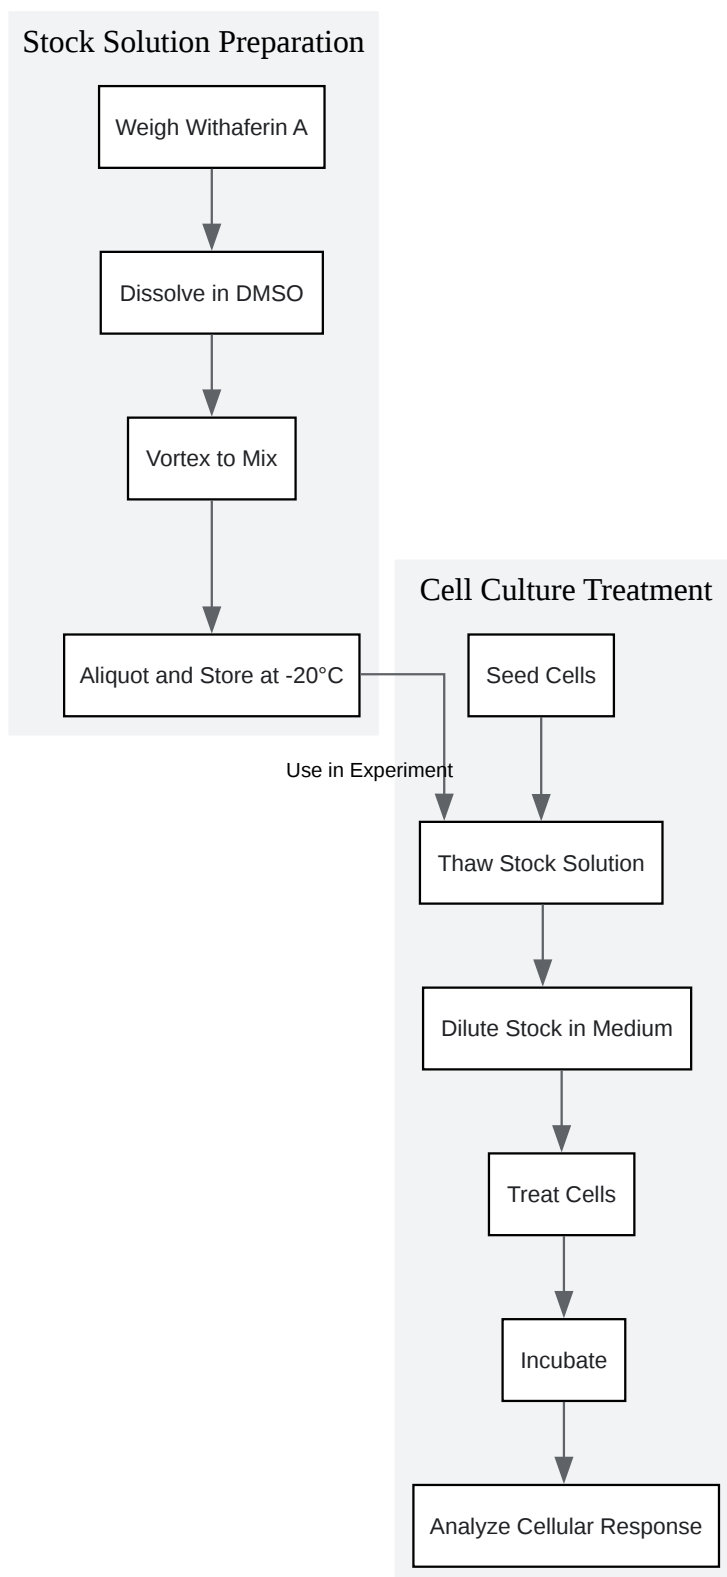 Stock Solution Preparation
Weigh Withaferin A
Dissolve in DMSO
Vortex to Mix
Aliquot and Store at -20°C
Use in Experiment
Cell Culture Treatment
Seed Cells
Thaw Stock Solution
Dilute Stock in Medium
Treat Cells
Incubate
Analyze Cellular Response